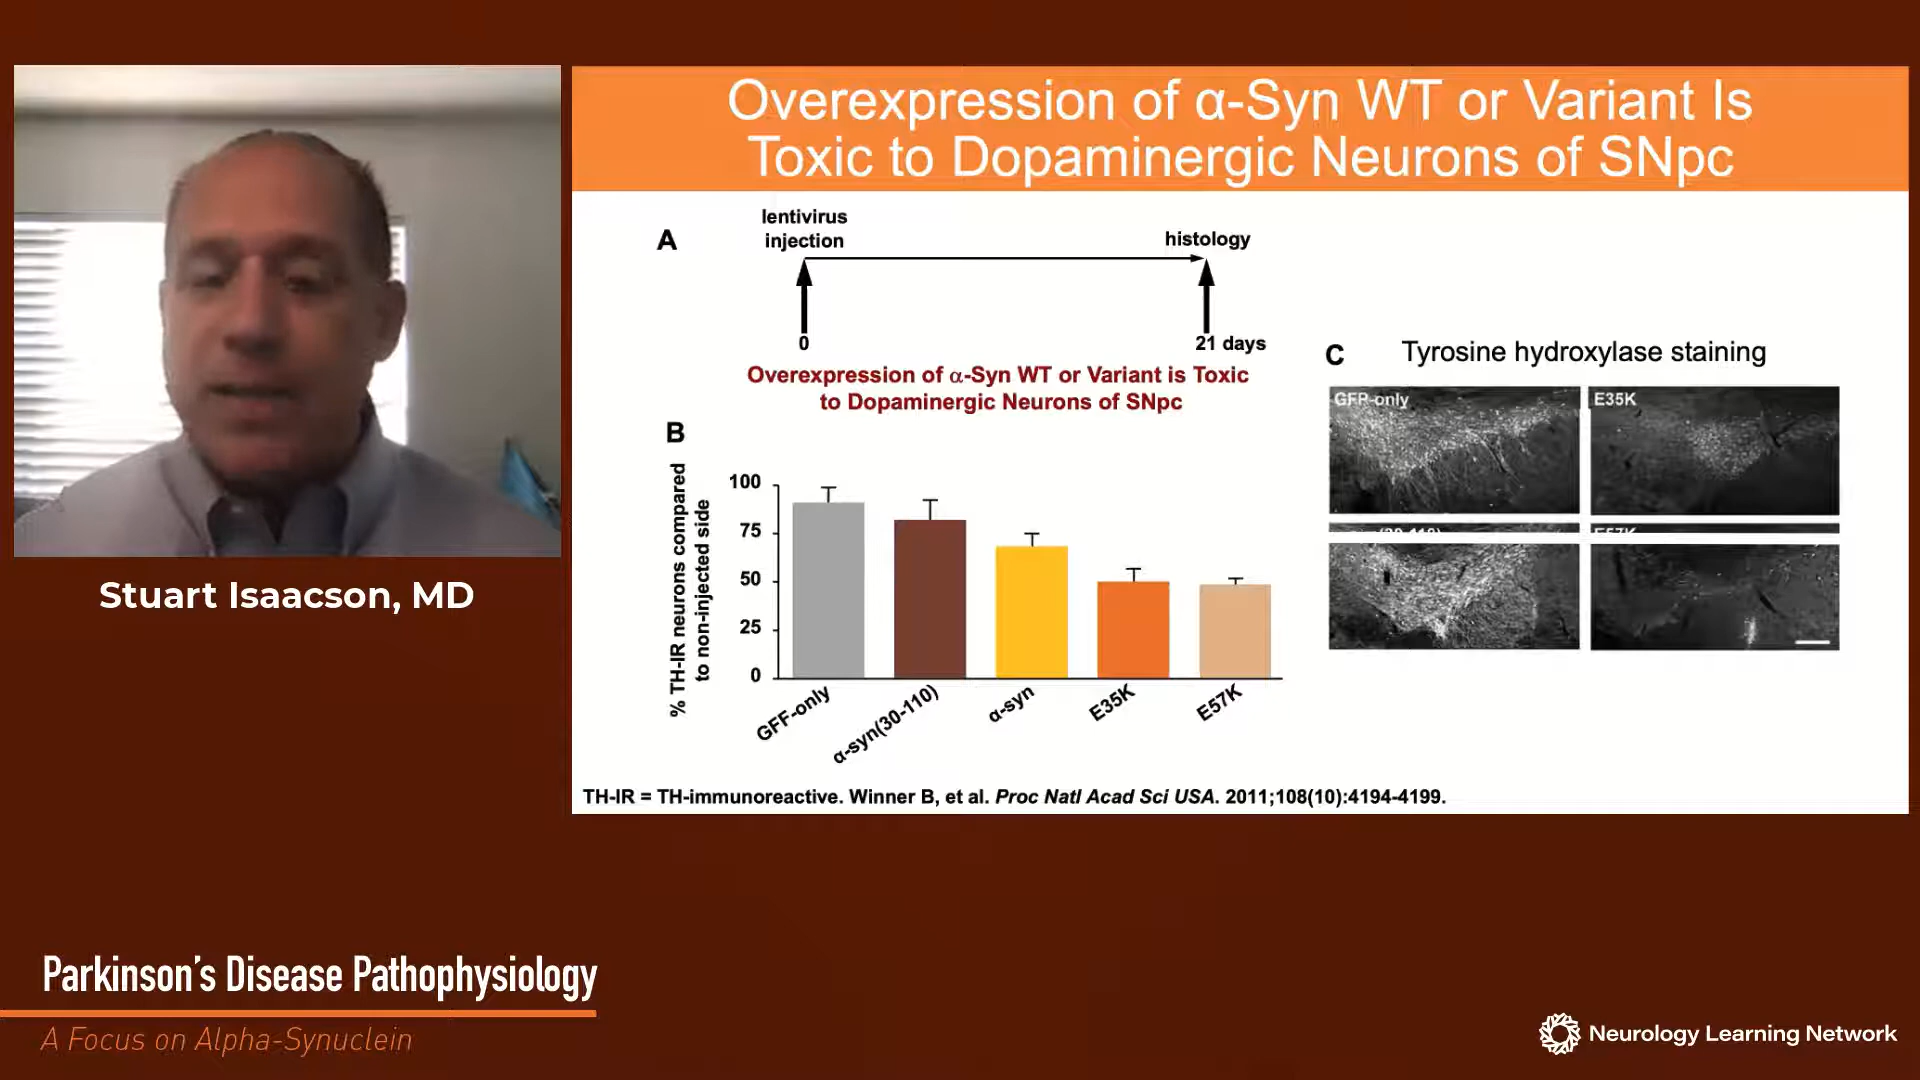 Overexpression of α-Syn WT or Variant Is
Toxic to Dopaminergic Neurons of SNpc
A
lentivirus
injection
histology
0
21 days
Overexpression of α-Syn WT or Variant is Toxic
to Dopaminergic Neurons of SNpc
B
% TH-IR neurons compared
to non-injected side
100
75
50
25
0
GFF-only
α-syn(30-110)
α-syn
E35K
E57K
C
Tyrosine hydroxylase staining
GFP-only
E35K
E57K
TH-IR = TH-immunoreactive. Winner B, et al. Proc Natl Acad Sci USA. 2011;108(10):4194-4199.
Stuart Isaacson, MD
Parkinson's Disease Pathophysiology
A Focus on Alpha-Synuclein
Neurology Learning Network